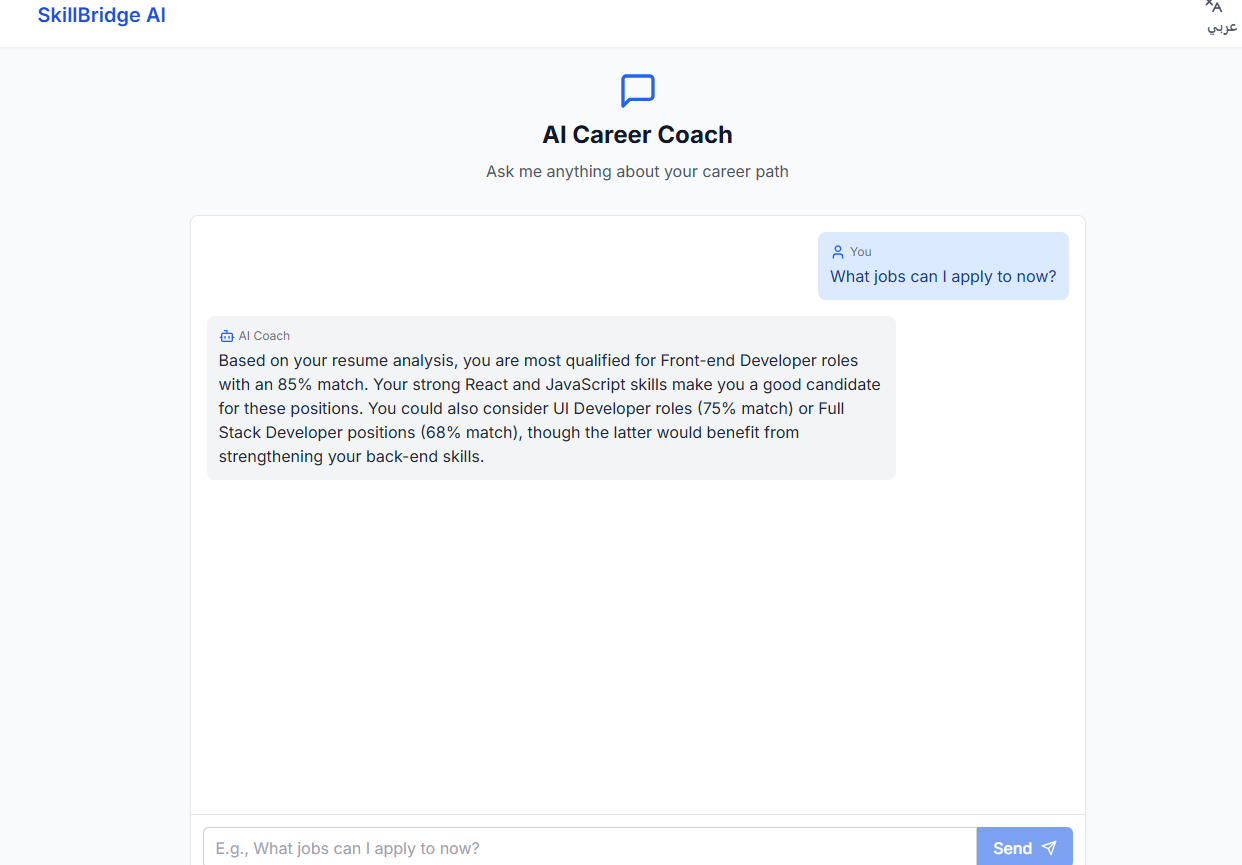 SkillBridge AI
عربي
AI Career Coach
Ask me anything about your career path
You
What jobs can I apply to now?
AI Coach
Based on your resume analysis, you are most qualified for Front-end Developer roles
with an 85% match. Your strong React and JavaScript skills make you a good candidate
for these positions. You could also consider UI Developer roles (75% match) or Full
Stack Developer positions (68% match), though the latter would benefit from
strengthening your back-end skills.
E.g., What jobs can I apply to now?
Send